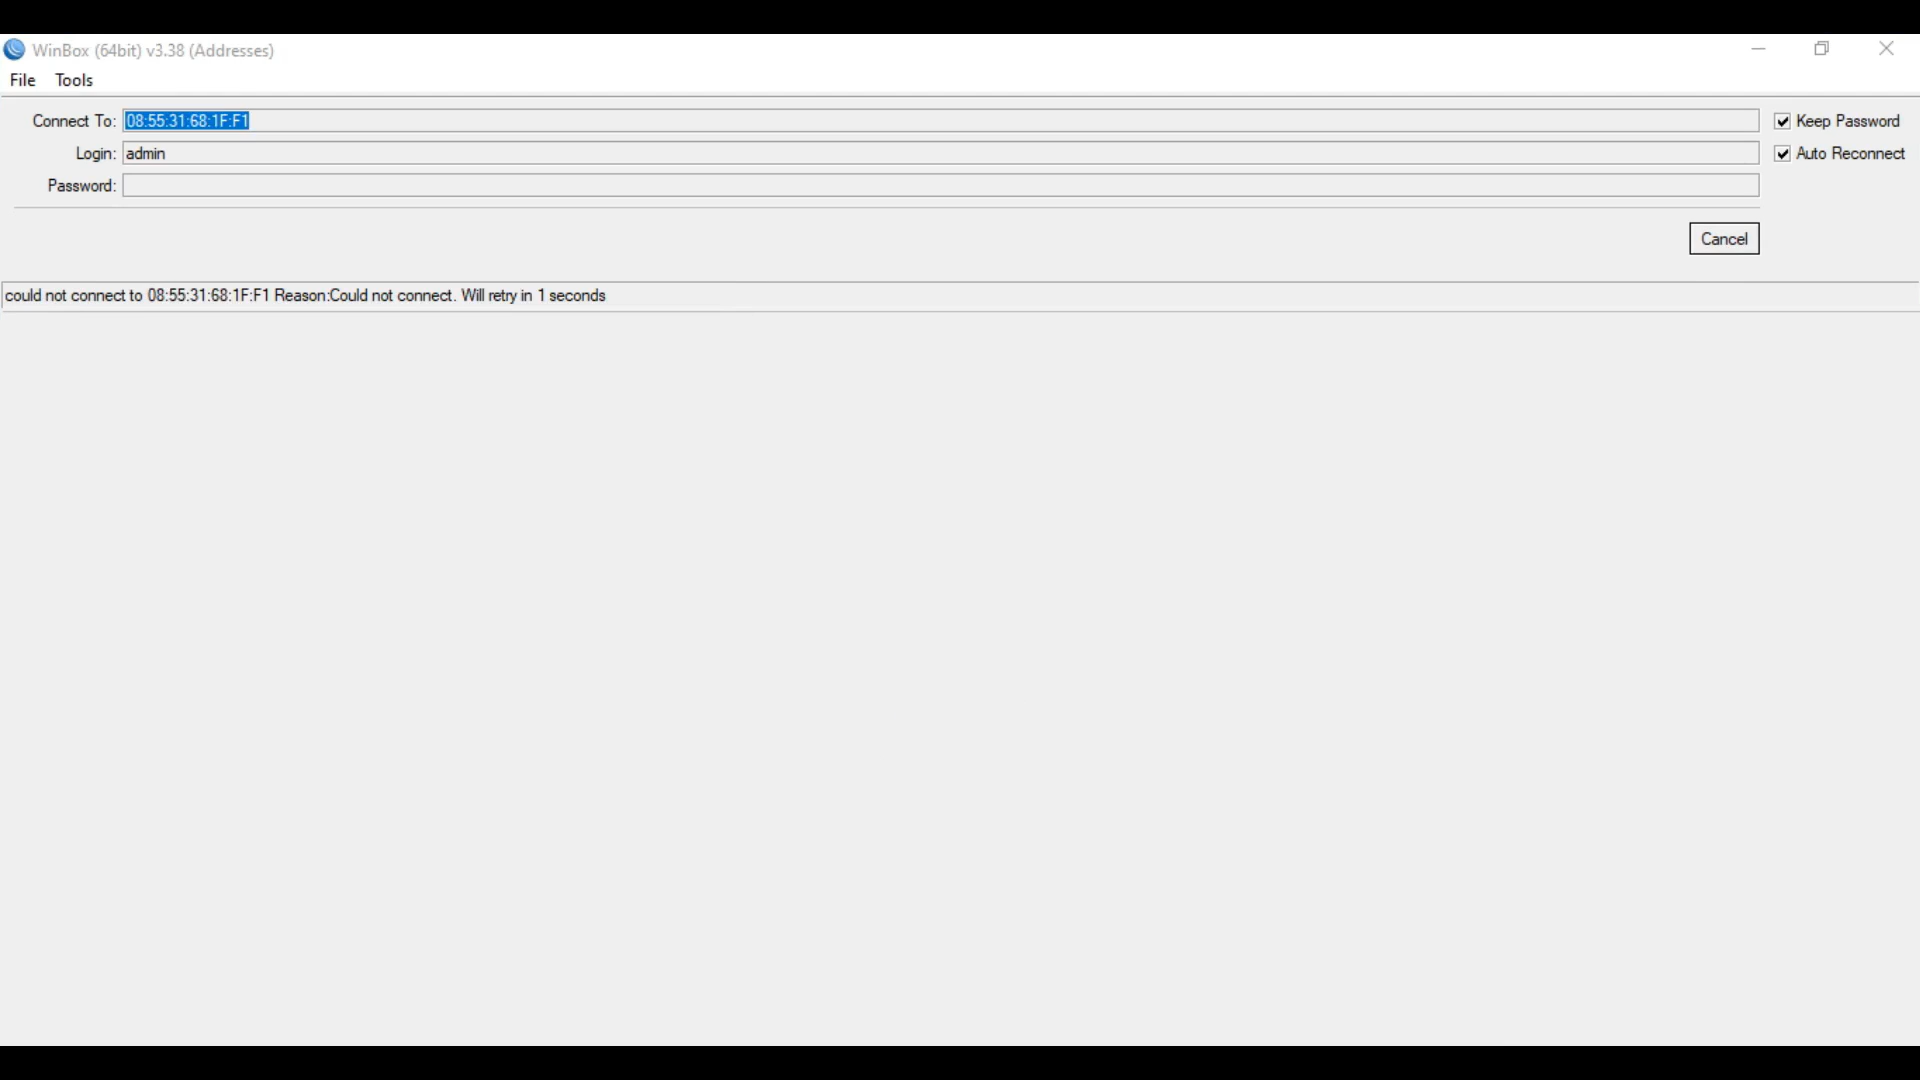 WinBox (64bit) v3.38 (Addresses)
File Tools
Connect To: 08:55:31:68:1F:F1 Keep Password
Login: admin Auto Reconnect
Password:
Cancel
could not connect to 08:55:31:68:1F:F1 Reason:Could not connect. Will retry in 1 seconds